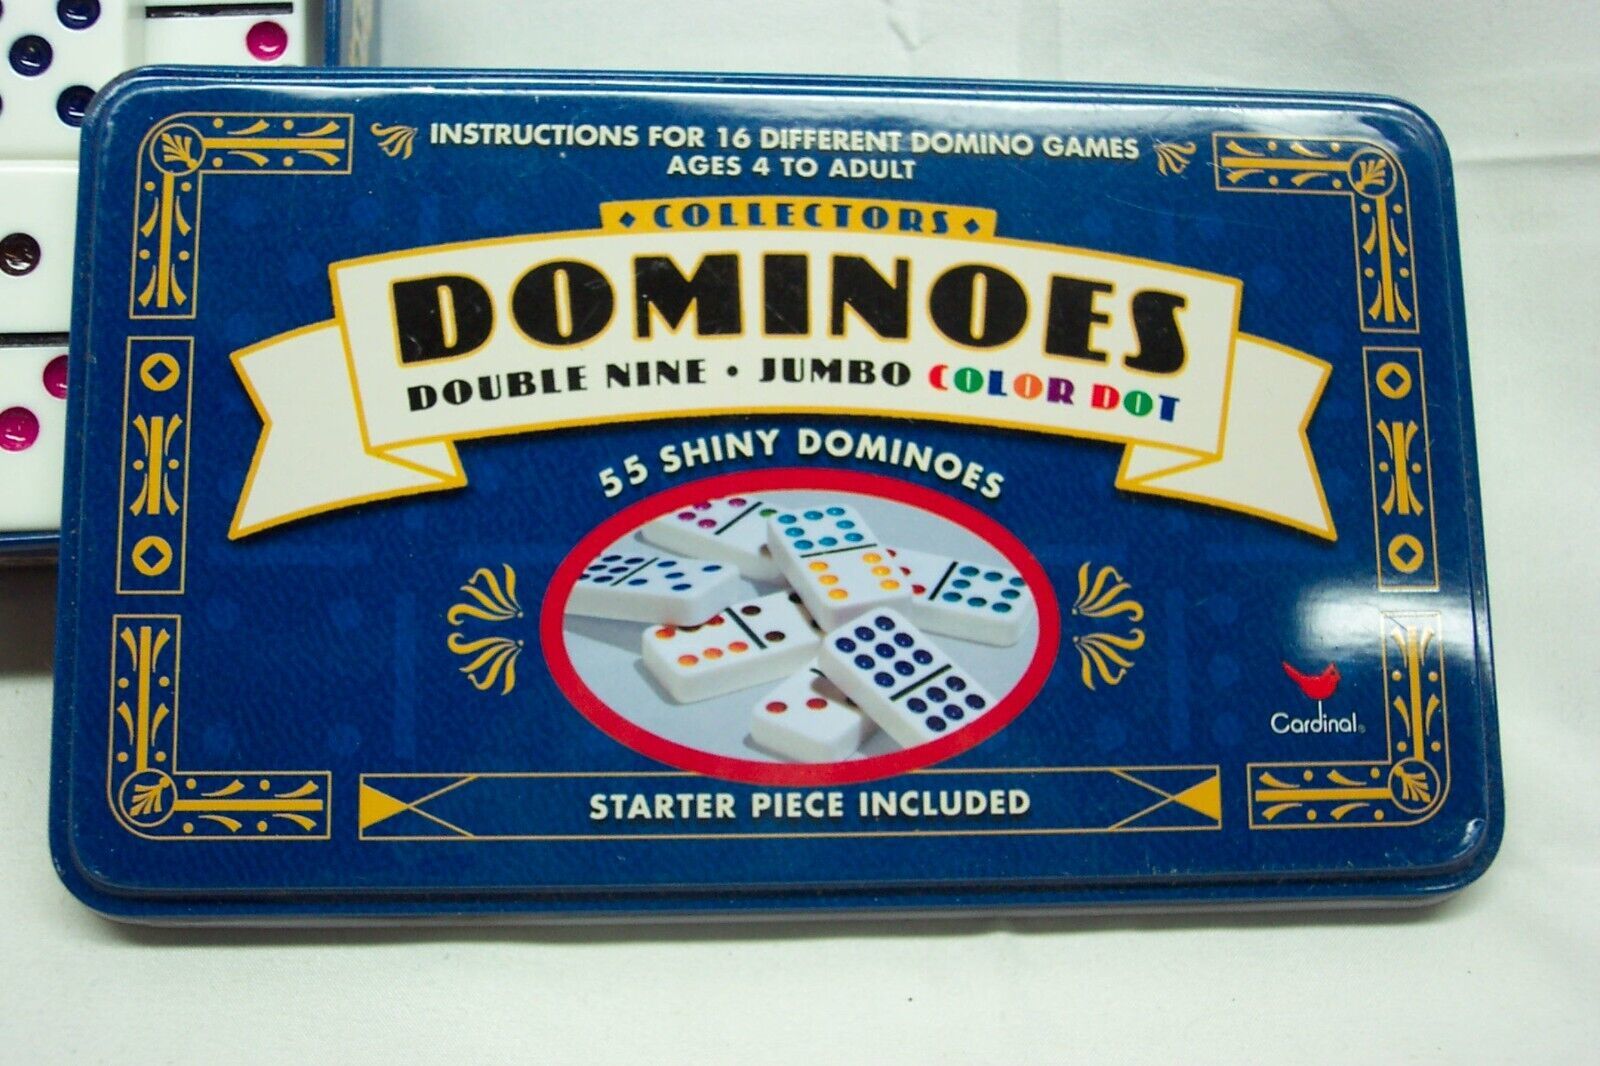 INSTRUCTIONS FOR 16 DIFFERENT DOMINO GAMES
AGES 4 TO ADULT
COLLECTORS
DOMINOES
DOUBLE NINE • JUMBO COLOR DOT
55 SHINY DOMINOES
Cardinal®
STARTER PIECE INCLUDED